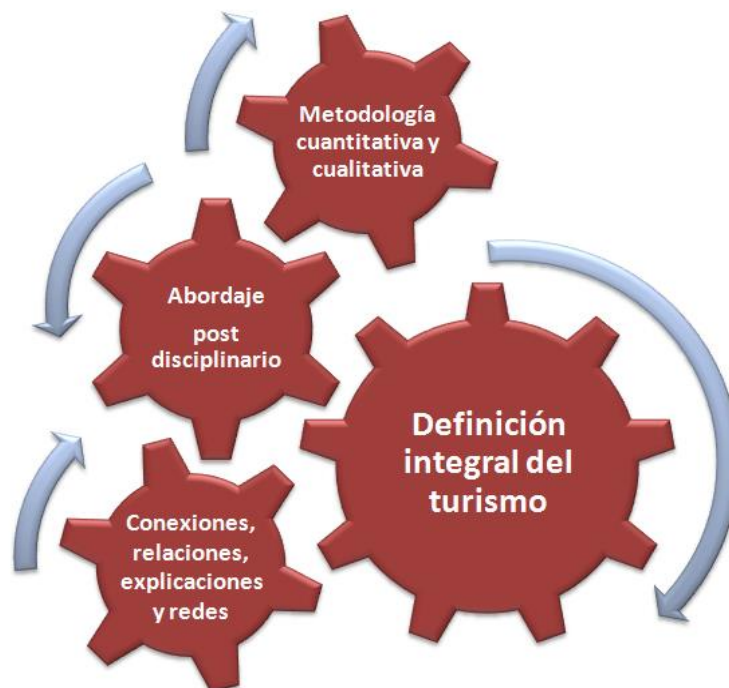 Metodología
cuantitativa y
cualitativa
Abordaje
post
disciplinario
Definición
integral del
turismo
Conexiones,
relaciones,
explicaciones
y redes